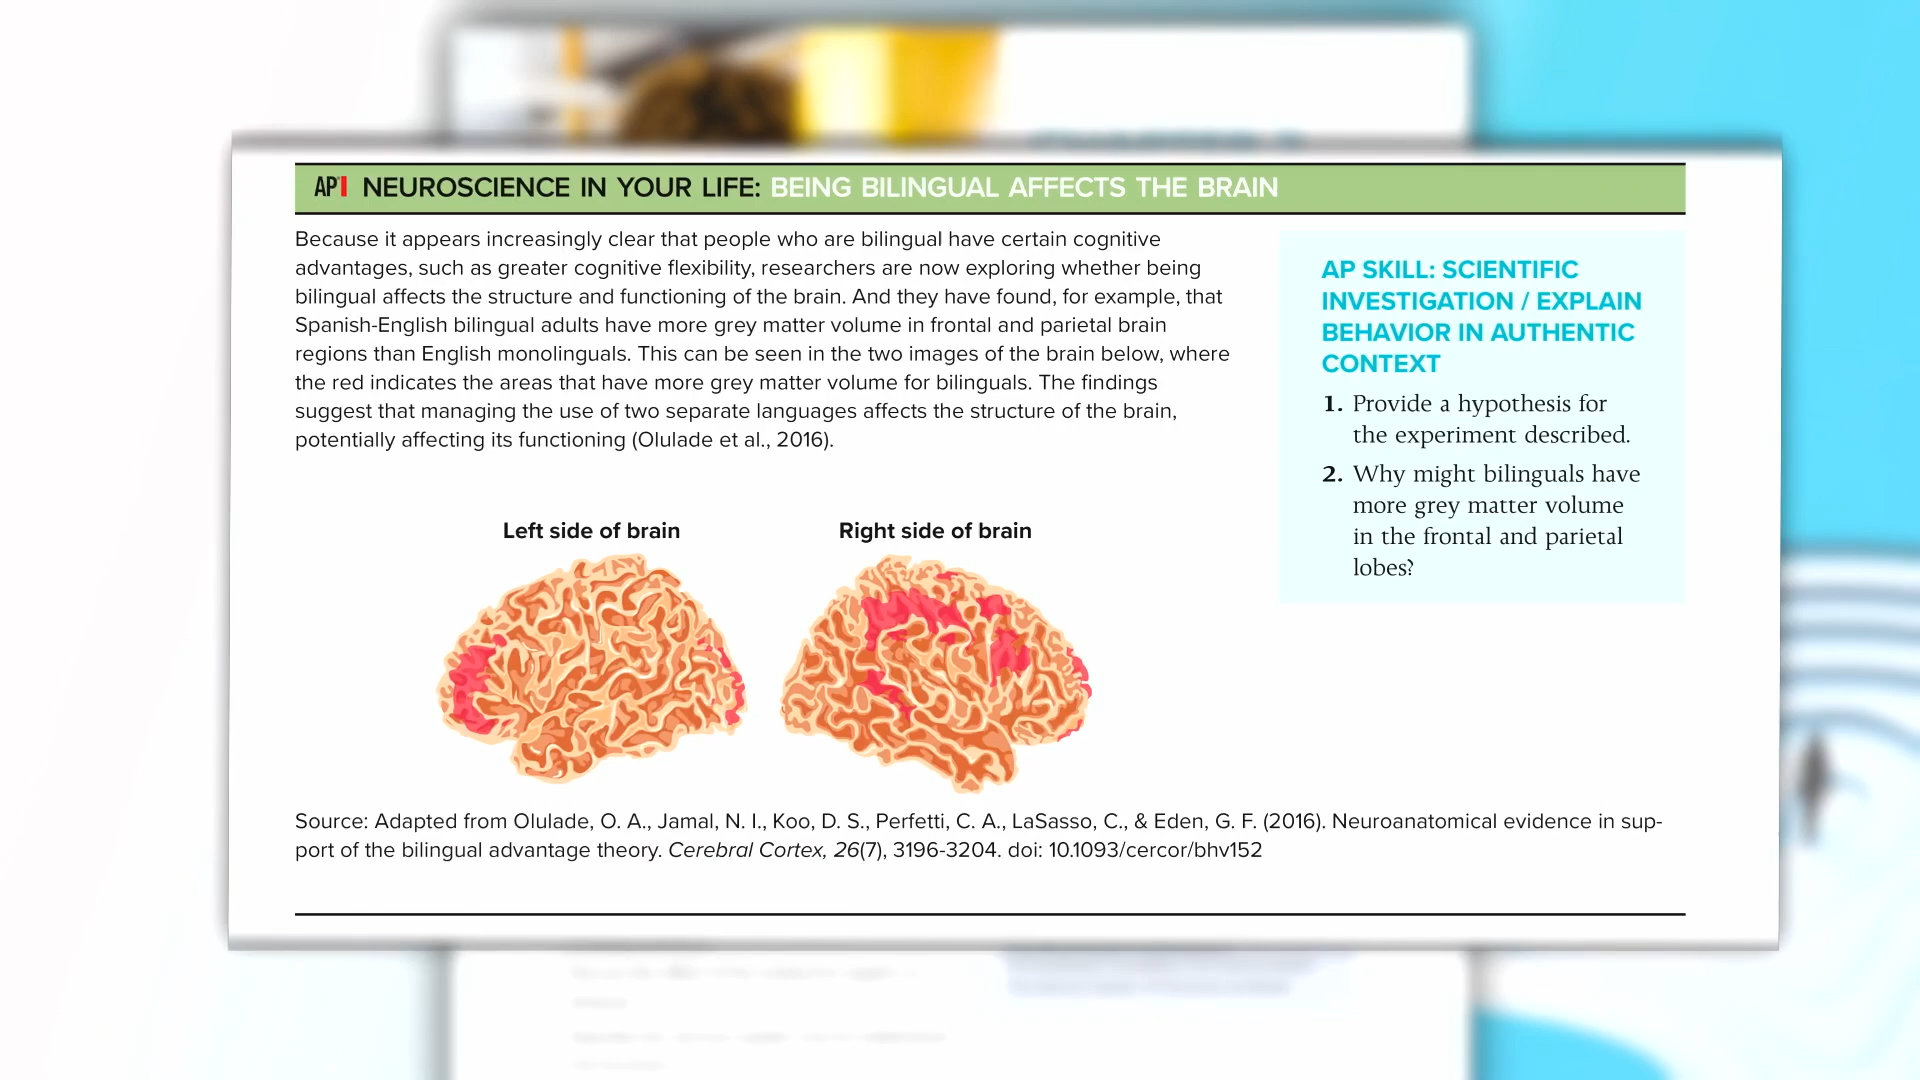 AP NEUROSCIENCE IN YOUR LIFE: BEING BILINGUAL AFFECTS THE BRAIN
Because it appears increasingly clear that people who are bilingual have certain cognitive
advantages, such as greater cognitive flexibility, researchers are now exploring whether being
bilingual affects the structure and functioning of the brain. And they have found, for example, that
Spanish-English bilingual adults have more grey matter volume in frontal and parietal brain
regions than English monolinguals. This can be seen in the two images of the brain below, where
the red indicates the areas that have more grey matter volume for bilinguals. The findings
suggest that managing the use of two separate languages affects the structure of the brain,
potentially affecting its functioning (Olulade et al., 2016).
AP SKILL: SCIENTIFIC
INVESTIGATION / EXPLAIN
BEHAVIOR IN AUTHENTIC
CONTEXT
1. Provide a hypothesis for
the experiment described.
2. Why might bilinguals have
more grey matter volume
in the frontal and parietal
lobes?
Left side of brain
Right side of brain
Source: Adapted from Olulade, O. A., Jamal, N. I., Koo, D. S., Perfetti, C. A., LaSasso, C., & Eden, G. F. (2016). Neuroanatomical evidence in sup-
port of the bilingual advantage theory. Cerebral Cortex, 26(7), 3196-3204. doi: 10.1093/cercor/bhv152